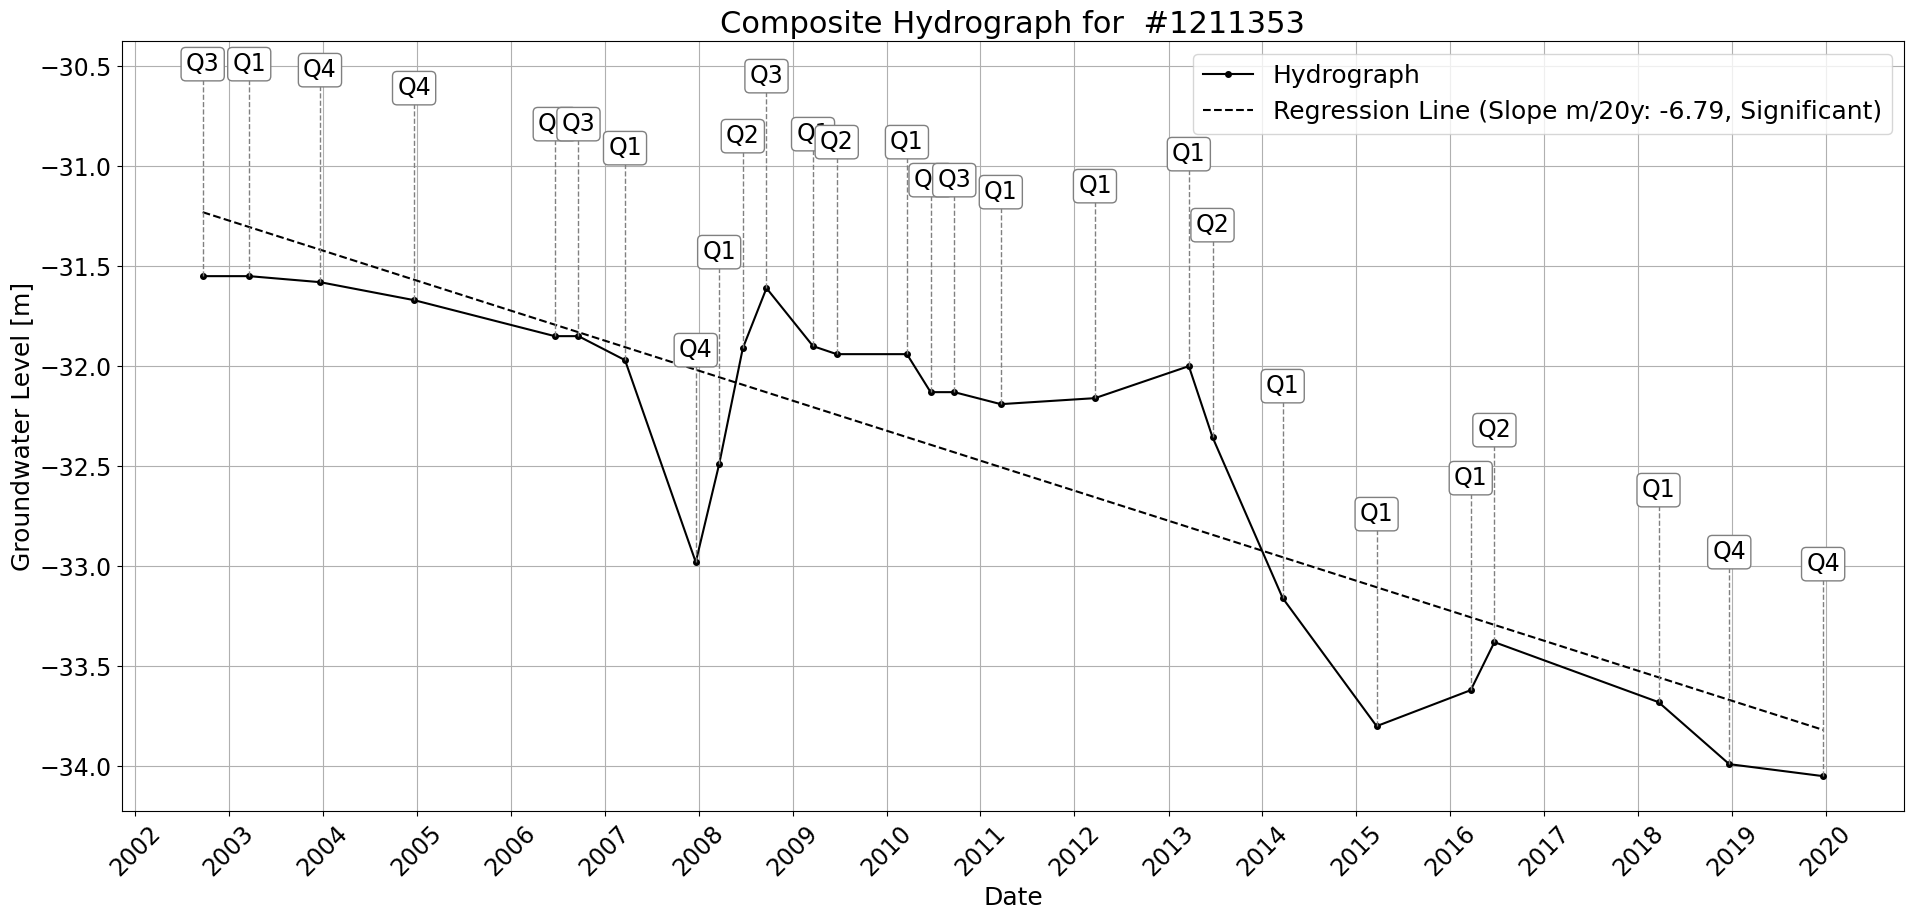 Composite Hydrograph for #1211353
Hydrograph
Regression Line (Slope m/20y: -6.79, Significant)
Groundwater Level [m]
−30.5
−31.0
−31.5
−32.0
−32.5
−33.0
−33.5
−34.0
Q3
Q1
Q4
Q4
Q3
Q1
Q4
Q1
Q2
Q3
Q2
Q1
Q3
Q1
Q1
Q1
Q2
Q1
Q1
Q1
Q2
Q1
Q4
Q4
2002
2003
2004
2005
2006
2007
2008
2009
2010
2011
2012
2013
2014
2015
2016
2017
2018
2019
2020
Date